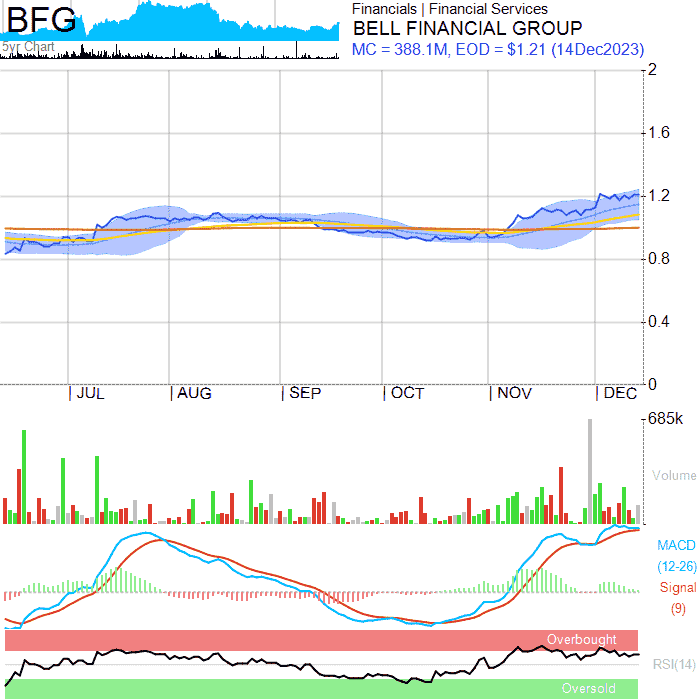 BFG
5yr Chart
Financials | Financial Services
BELL FINANCIAL GROUP
MC = 388.1M, EOD = $1.21 (14Dec2023)
2
1.6
1.2
0.8
0.4
0
| JUL | AUG | SEP | OCT | NOV | DEC
685k
Volume
MACD
(12-26)
Signal
(9)
Overbought
RSI(14)
Oversold